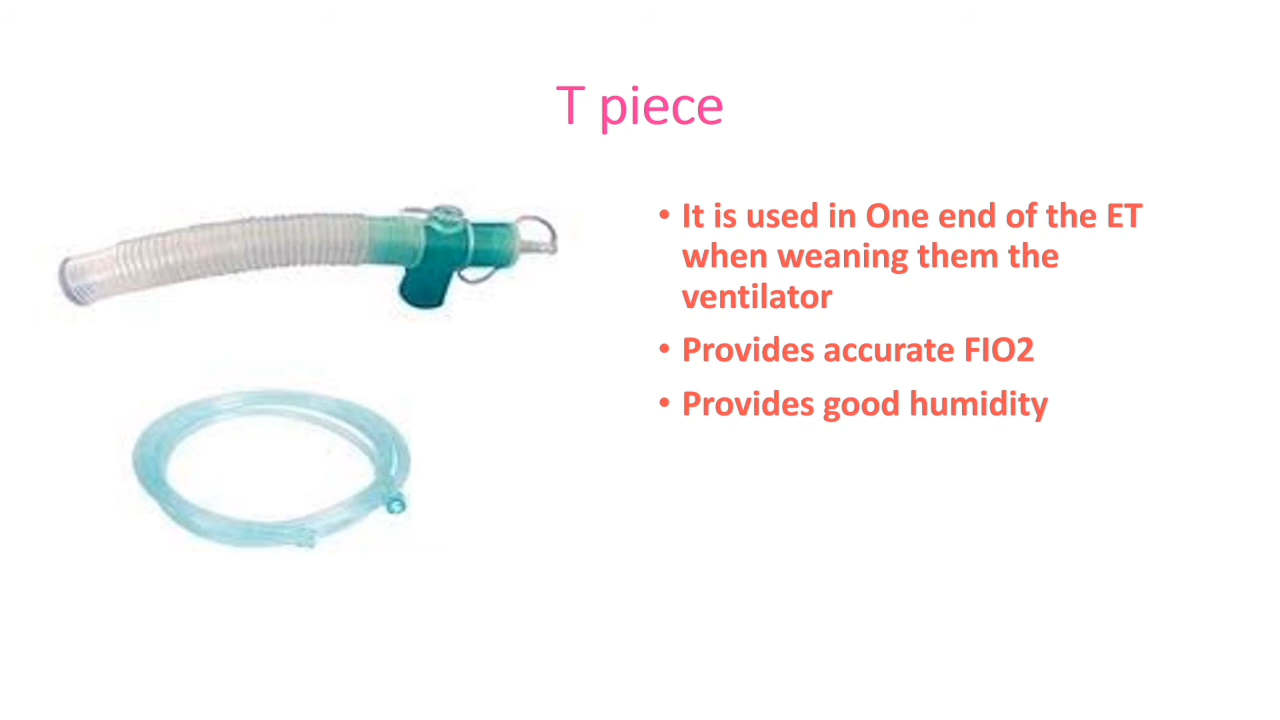 T piece
• It is used in One end of the ET
when weaning them the
ventilator
• Provides accurate FIO2
• Provides good humidity